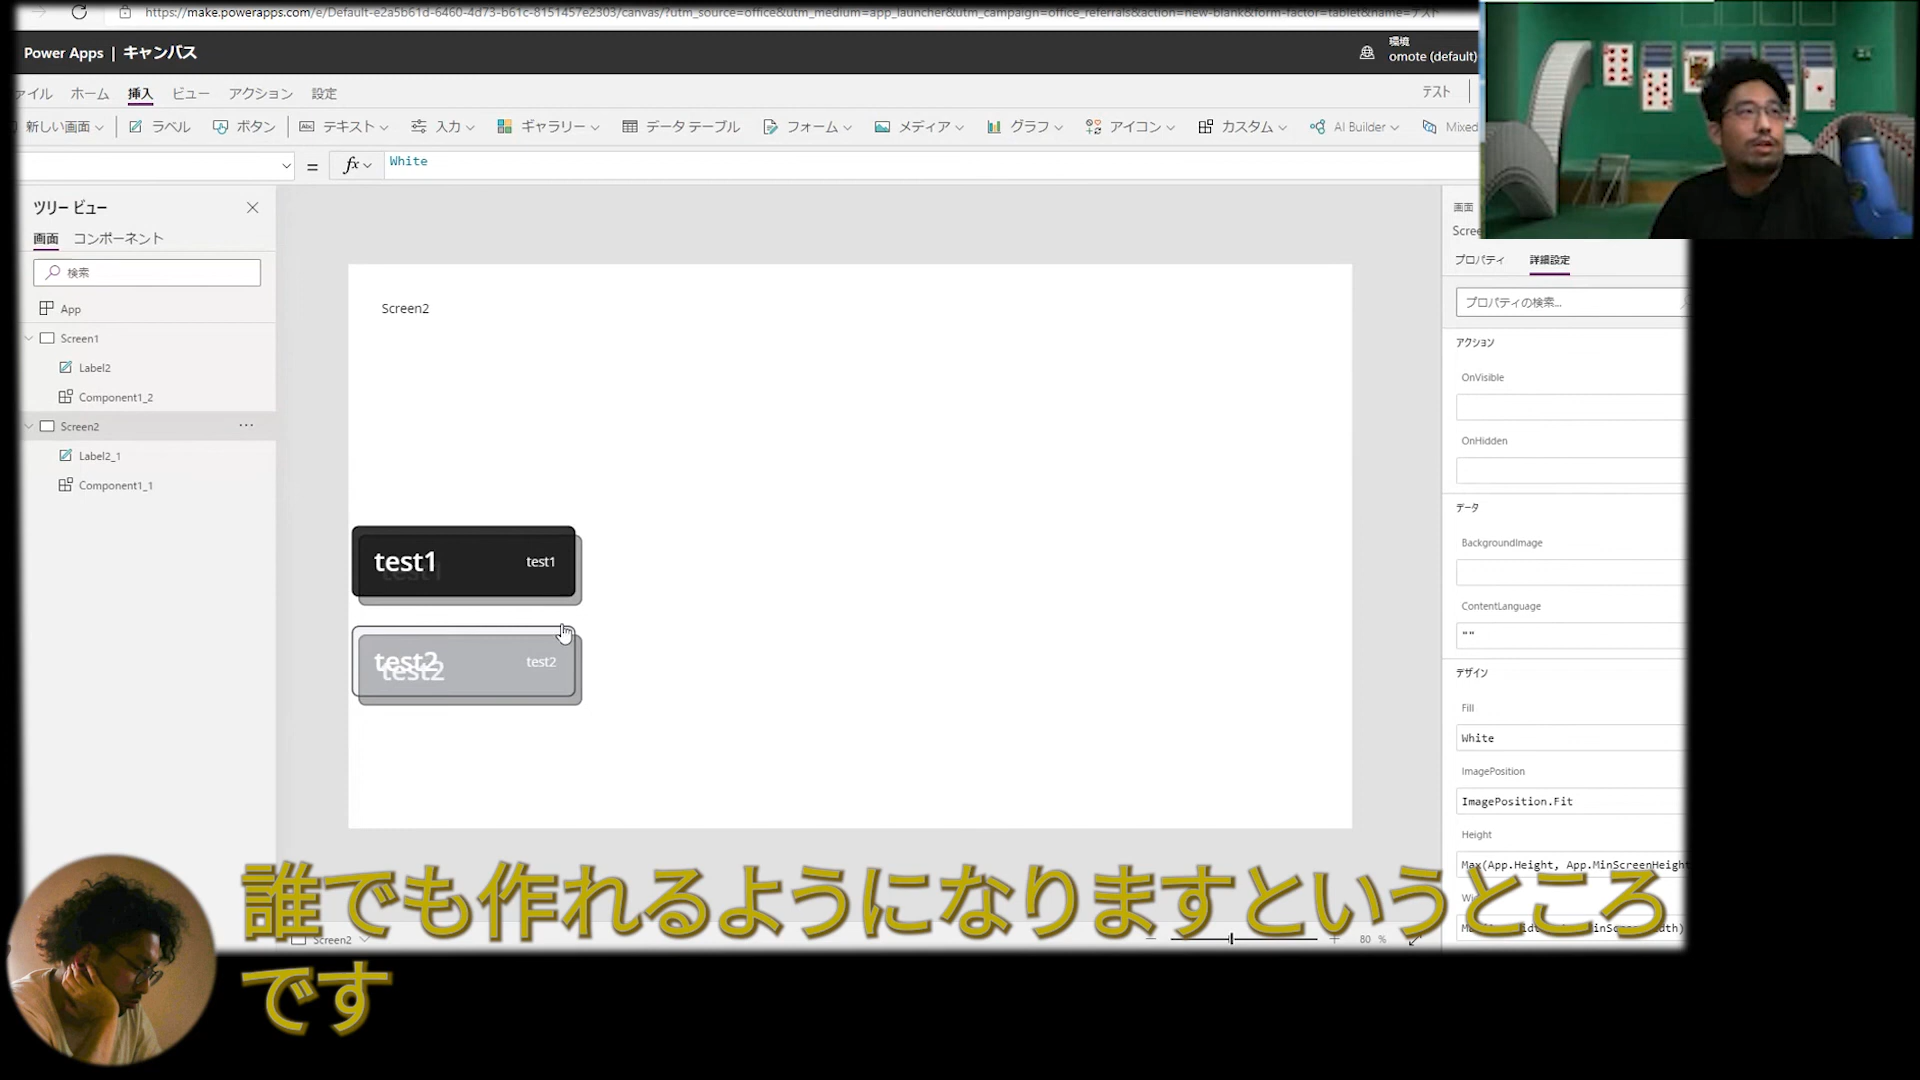 https://make.powerapps.com/e/Default-e2a5b61d-6460-4d73-b61c-8151457e2303/canvas/?utm_source=office&utm_medium=app_launcher&utm_campaign=office_referrals&action=new-blank&form-factor=tablet&name=テスト
Power Apps | キャンバス
環境
omote (default)
ァイル ホーム 挿入 ビュー アクション 設定
テスト
新しい画面 ラベル ボタン テキスト 入力 ギャラリー データ テーブル フォーム メディア グラフ アイコン カスタム AI Builder Mixed
= fx White
ツリー ビュー
画面 コンポーネント
検索
App
Screen1
Label2
Component1_2
Screen2 ...
Label2_1
Component1_1
Screen2
test1 test1
test2 test2
画面
プロパティ 詳細設定
プロパティの検索...
アクション
OnVisible
OnHidden
データ
BackgroundImage
ContentLanguage
""
デザイン
Fill
White
ImagePosition
ImagePosition.Fit
Height
Max(App.Height, App.MinScreenHeight
Screen2
80 %
誰でも作れるようになりますというところ
です